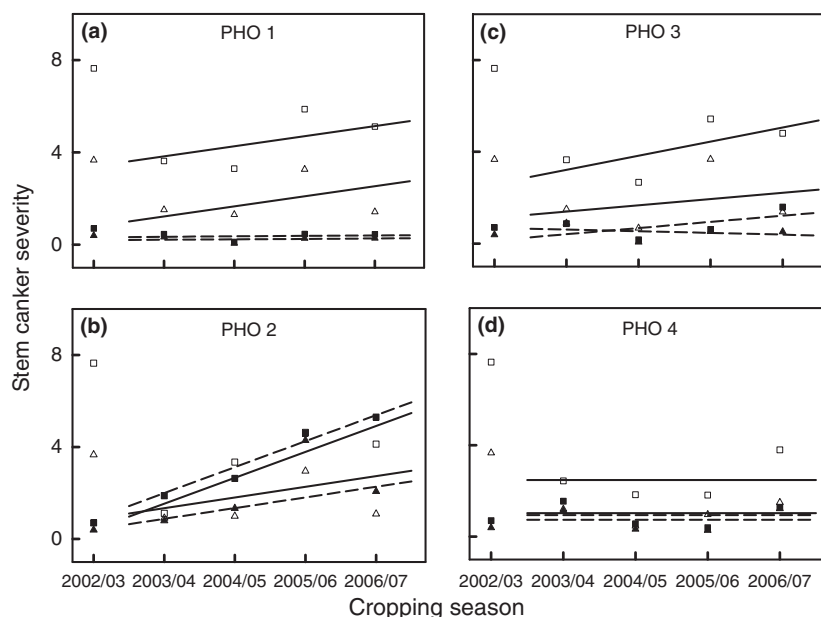 (a) PHO 1
8
4
0
(c) PHO 3
(b) PHO 2
8
4
0
2002/03 2003/04 2004/05 2005/06 2006/07
(d) PHO 4
2002/03 2003/04 2004/05 2005/06 2006/07
Stem canker severity
Cropping season